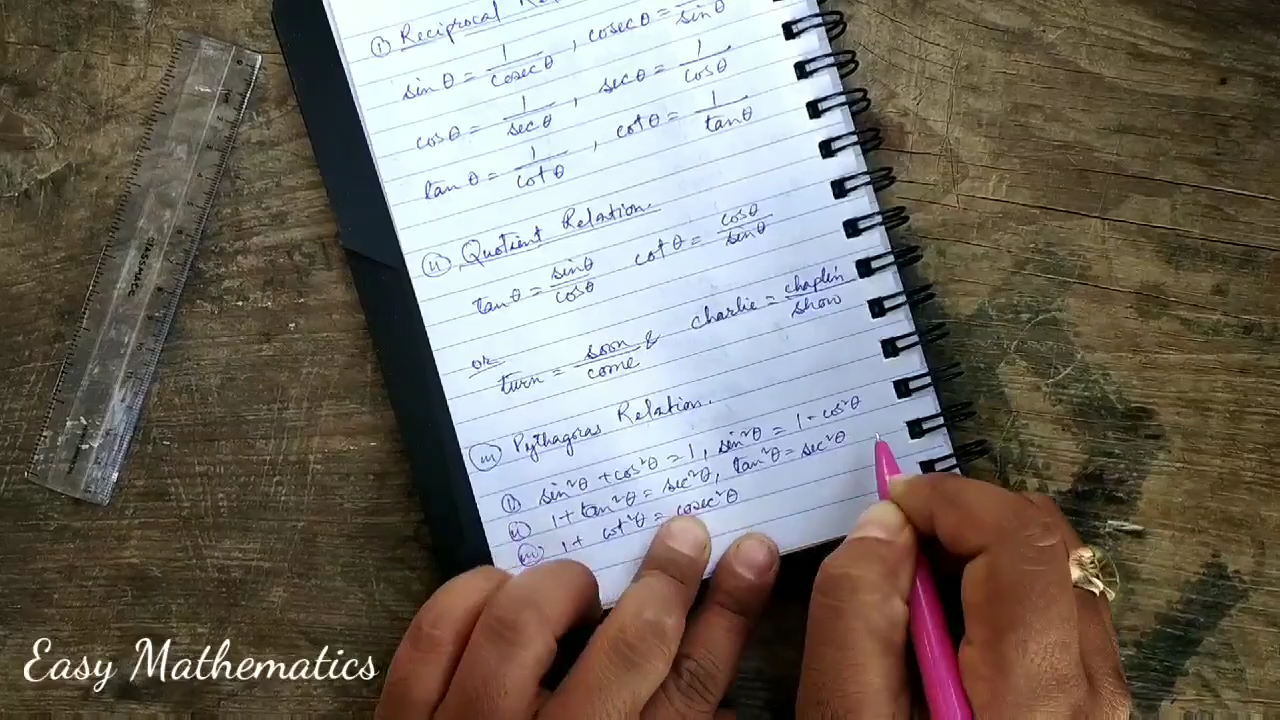 ① Reciprocal
sin θ = 1/cosec θ , cosec θ = 1/sin θ
cos θ = 1/sec θ , sec θ = 1/cos θ
tan θ = 1/cot θ , cot θ = 1/tan θ
ⅱ Quotient Relation.
tan θ = sin θ/cos θ cot θ = cos θ/sin θ
or turn = soon/come & charlie = chaplin/show
ⅲ Pythagoras Relation.
ⅰ) sin²θ + cos²θ = 1, sin²θ = 1 - cos²θ
ⅱ) 1 + tan²θ = sec²θ, tan²θ = sec²θ
ⅲ) 1 + cot²θ = cosec²θ
Easy Mathematics